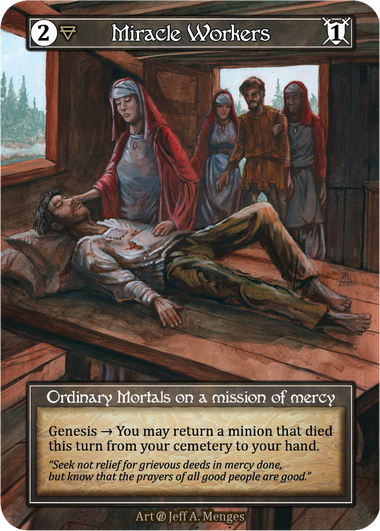 2 Miracle Workers 1
Ordinary Mortals on a mission of mercy
Genesis → You may return a minion that died
this turn from your cemetery to your hand.
“Seek not relief for grievous deeds in mercy done,
but know that the prayers of all good people are good.”
Art @ Jeff A. Menges